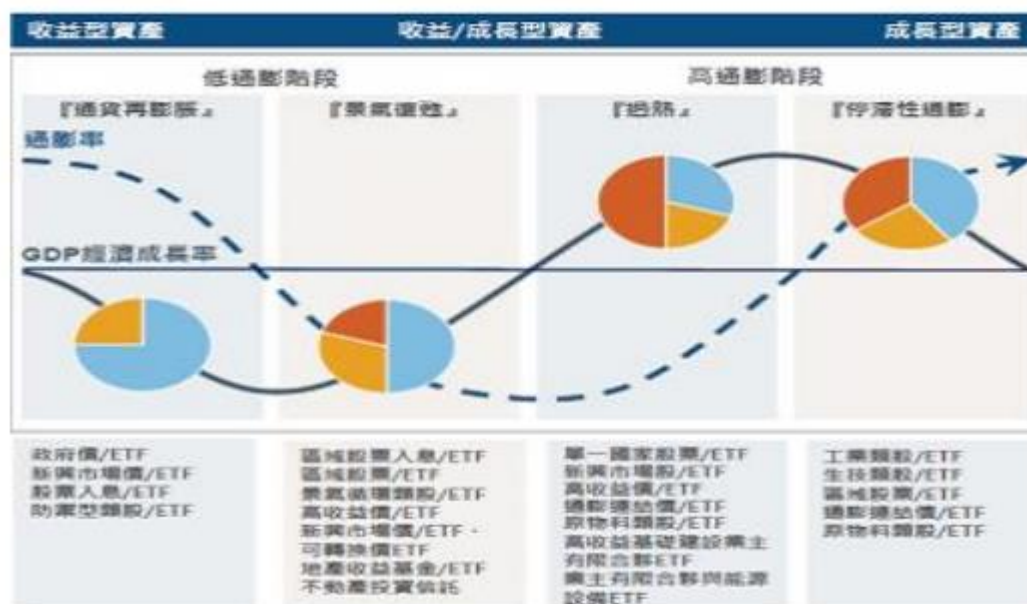 收益型資產
收益/成長型資產
成長型資產
低通膨階段
高通膨階段
『通貨再膨脹』
『景氣復甦』
『過熱』
『停滯性通膨』
通膨率
GDP經濟成長率
政府債/ETF
新興市場債/ETF
股票入息/ETF
防禦型類股/ETF
區域股票入息/ETF
區域股票/ETF
景氣循環類股/ETF
高收益債/ETF
新興市場債/ETF、
可轉換債ETF
地產收益基金/ETF
不動產投資信託
單一國家股票/ETF
新興市場股/ETF
高收益債/ETF
通膨連結債/ETF
原物料類股/ETF
高收益基礎建設業主
有限合夥ETF
業主有限合夥與能源
設備ETF
工業類股/ETF
生技類股/ETF
區域股票/ETF
通膨連結債/ETF
原物料類股/ETF